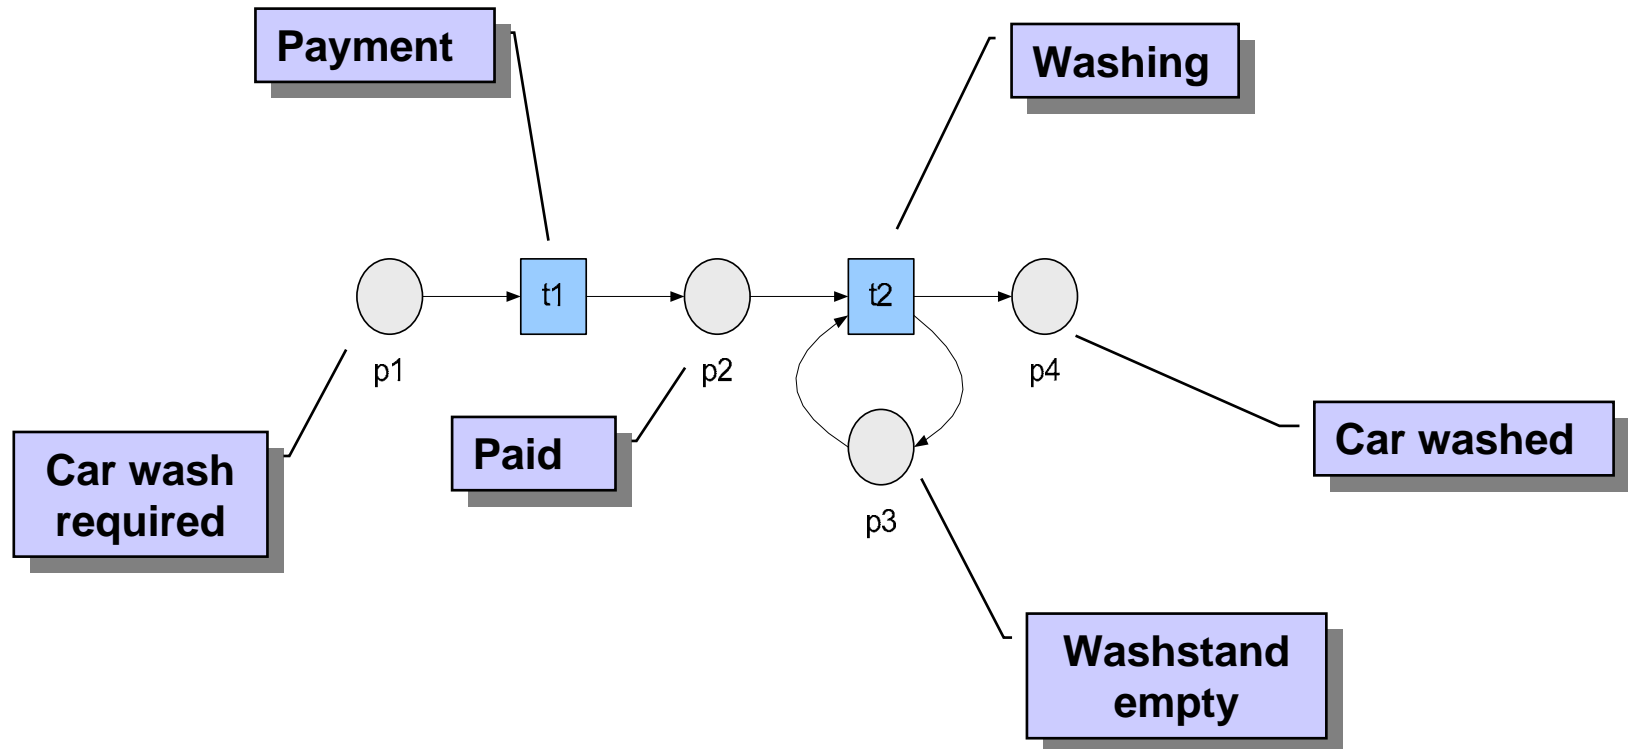 Payment
Washing
t1
t2
p1
p2
p4
Car wash
required
Paid
Car washed
p3
Washstand
empty